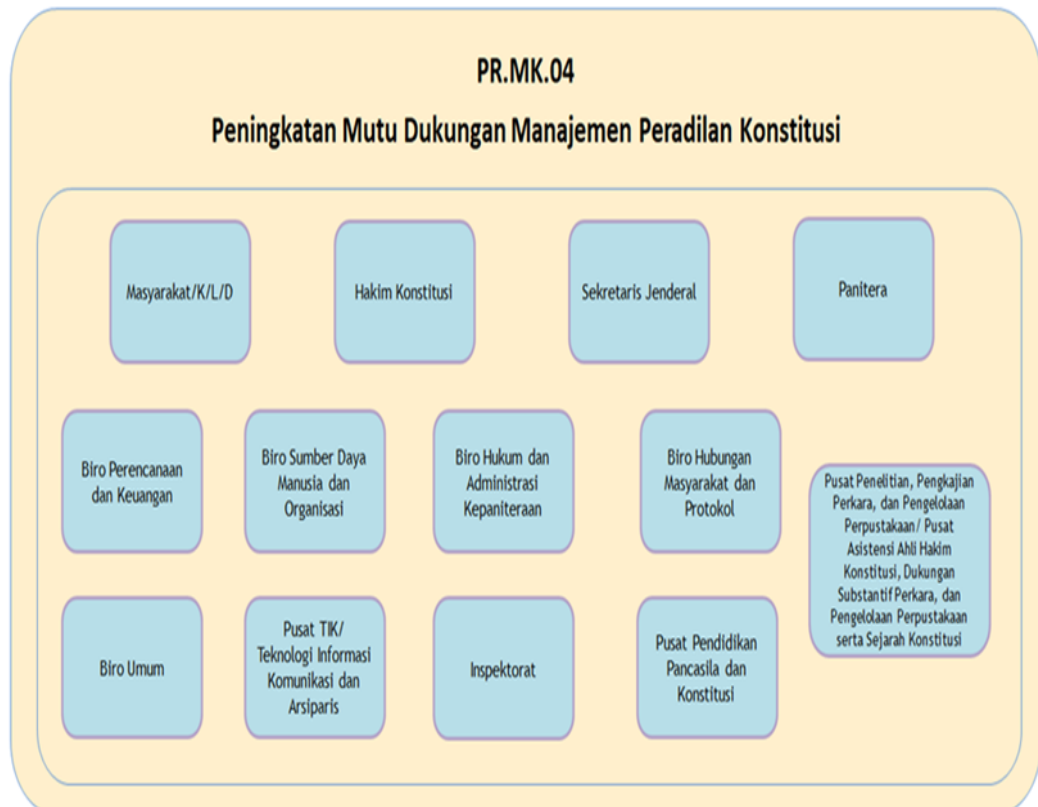 PR.MK.04
Peningkatan Mutu Dukungan Manajemen Peradilan Konstitusi
Masyarakat/K/L/D
Hakim Konstitusi
Sekretaris Jenderal
Panitera
Biro Perencanaan
dan Keuangan
Biro Sumber Daya
Manusia dan
Organisasi
Biro Hukum dan
Administrasi
Kepaniteraan
Biro Hubungan
Masyarakat dan
Protokol
Pusat Penelitian, Pengkajian
Perkara, dan Pengelolaan
Perpustakaan/ Pusat
Asistensi Ahli Hakim
Konstitusi, Dukungan
Substantif Perkara, dan
Pengelolaan Perpustakaan
serta Sejarah Konstitusi
Biro Umum
Pusat TIK/
Teknologi Informasi
Komunikasi dan
Arsiparis
Inspektorat
Pusat Pendidikan
Pancasila dan
Konstitusi